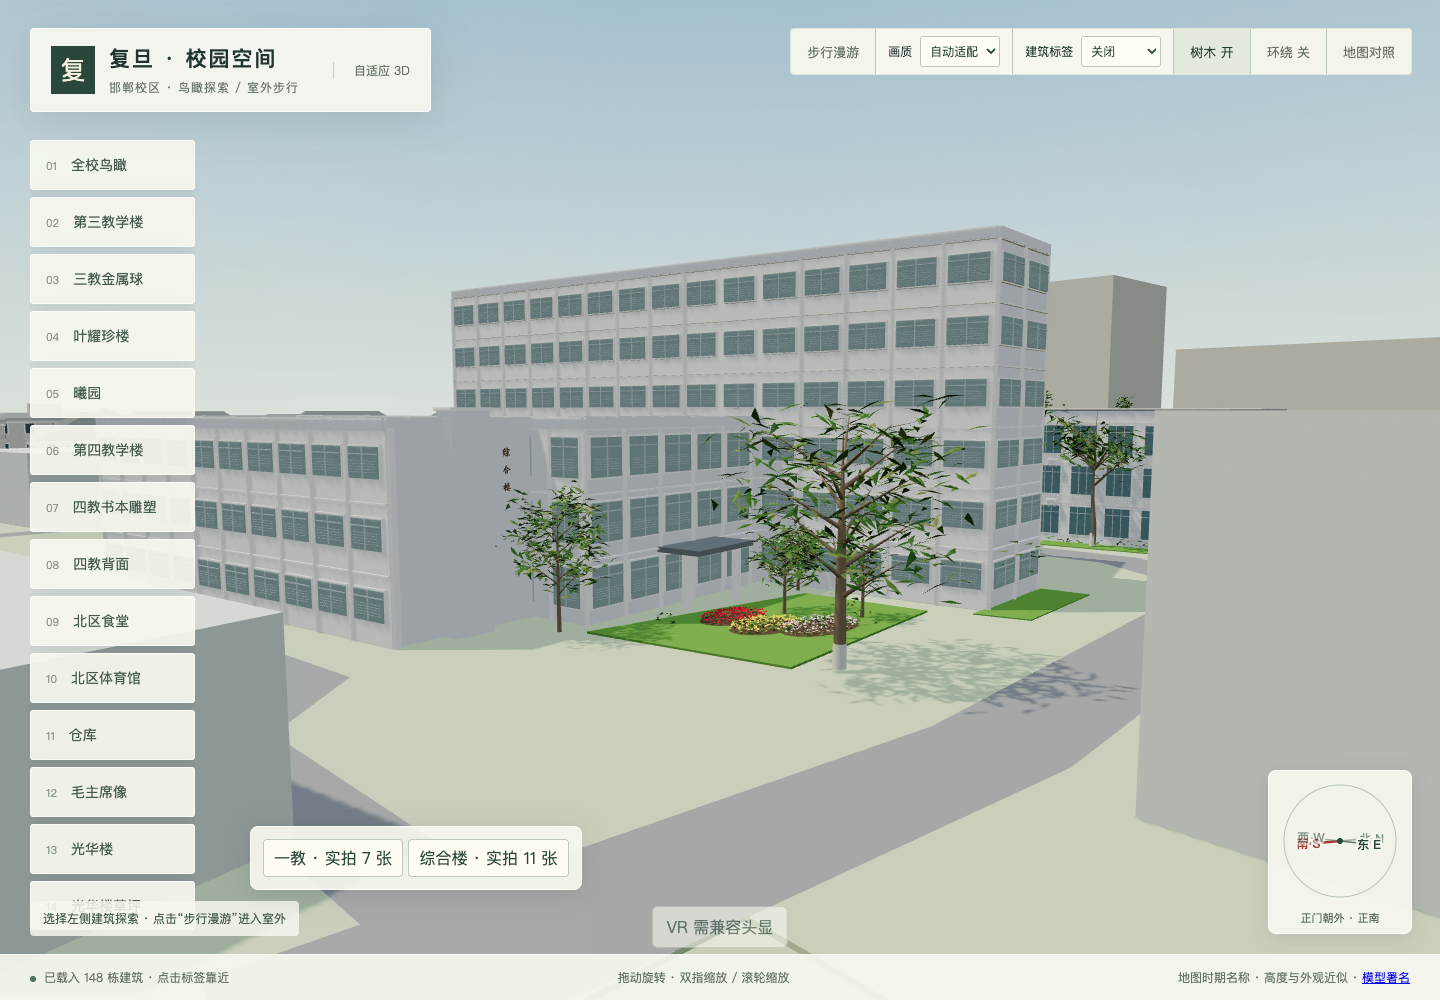 复
复旦 · 校园空间
邯郸校区 · 鸟瞰探索 / 室外步行
自适应 3D
步行漫游
画质 自动适配
建筑标签 关闭
树木 开
环绕 关
地图对照
01 全校鸟瞰
02 第三教学楼
03 三教金属球
04 叶耀珍楼
05 曦园
06 第四教学楼
07 四教书本雕塑
08 四教背面
09 北区食堂
10 北区体育馆
11 仓库
12 毛主席像
13 光华楼
14 光华楼草坪
选择左侧建筑探索 · 点击“步行漫游”进入室外
综
合
楼
一教 · 实拍 7 张
综合楼 · 实拍 11 张
VR 需兼容头显
西 W
北 N
南 S
东 E
正门朝外 · 正南
已载入 148 栋建筑 · 点击标签靠近
拖动旋转 · 双指缩放 / 滚轮缩放
地图时期名称 · 高度与外观近似 · 模型署名